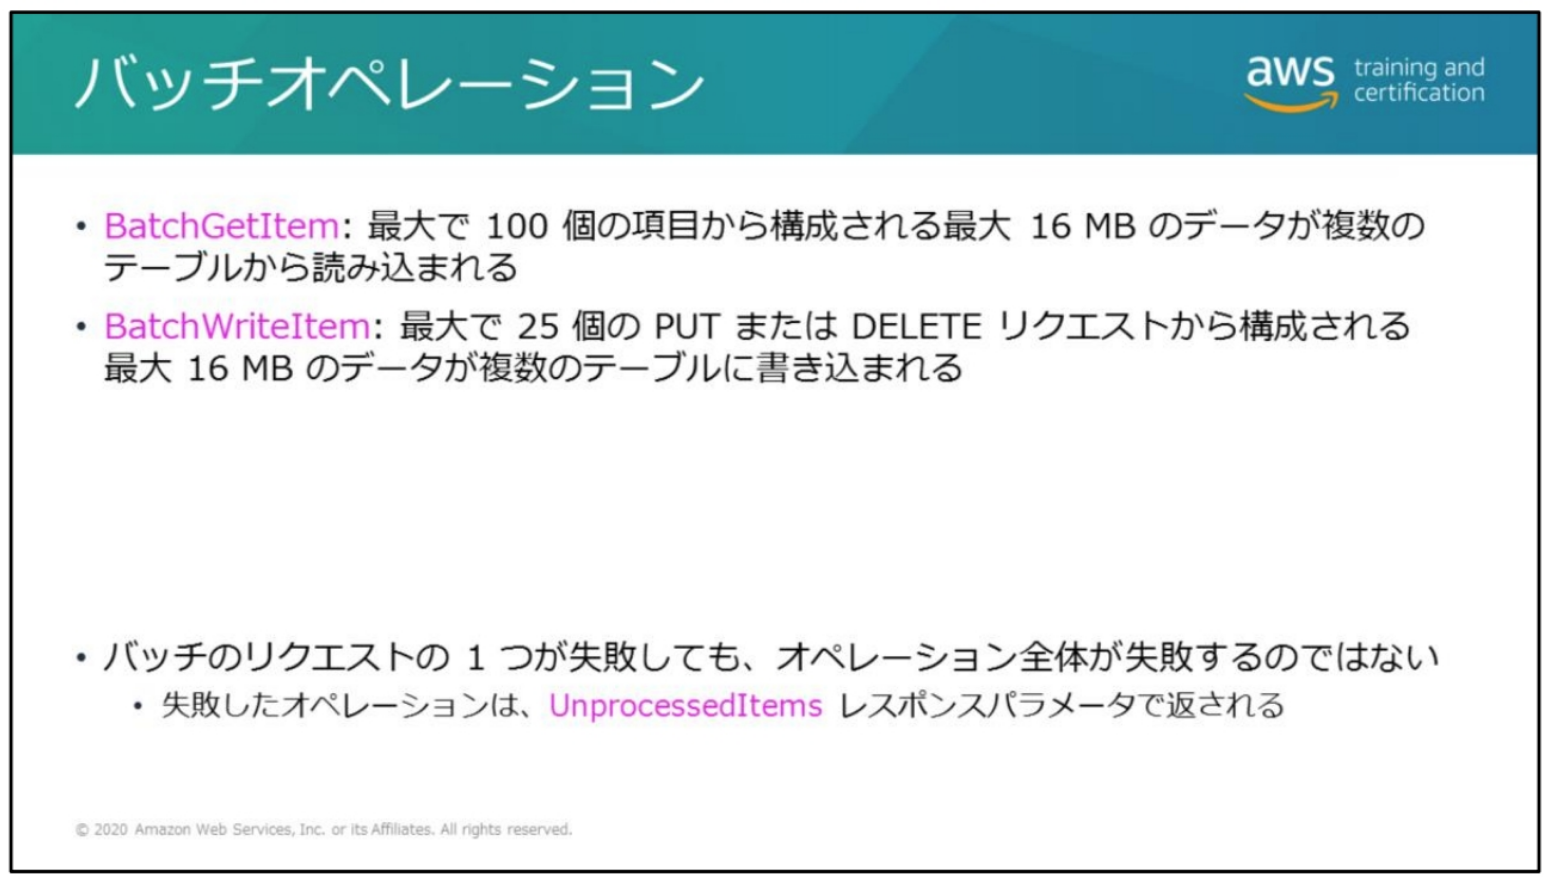 バッチオペレーション
aws training and
certification
• BatchGetItem: 最大で 100 個の項目から構成される最大 16 MB のデータが複数の
テーブルから読み込まれる
• BatchWriteItem: 最大で 25 個の PUT または DELETE リクエストから構成される
最大 16 MB のデータが複数のテーブルに書き込まれる
• バッチのリクエストの 1 つが失敗しても、オペレーション全体が失敗するのではない
• 失敗したオペレーションは、UnprocessedItems レスポンスパラメータで返される
© 2020 Amazon Web Services, Inc. or its Affiliates. All rights reserved.